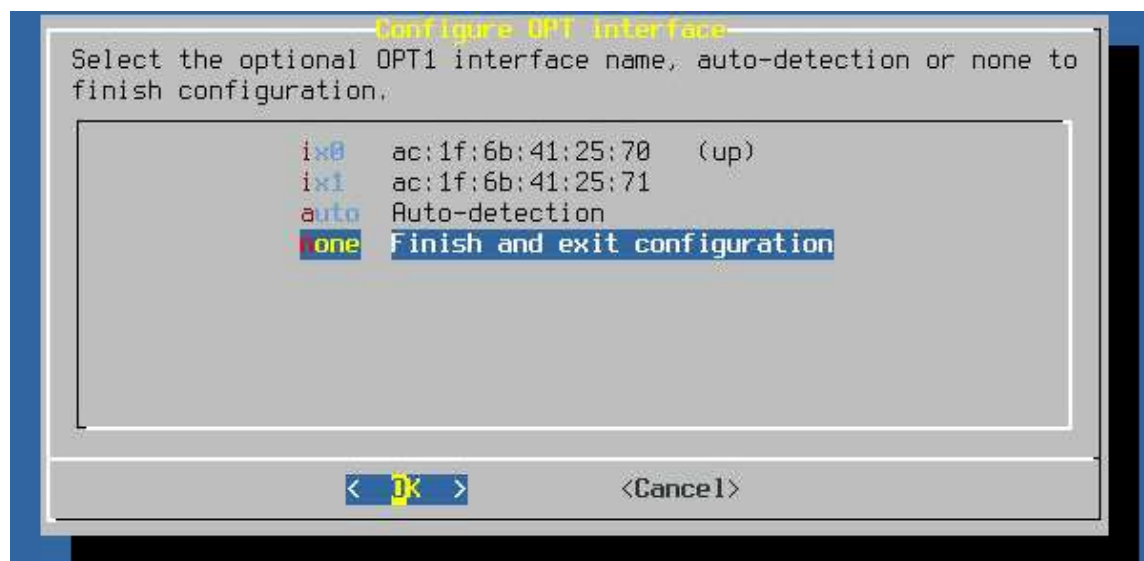 Configure OPT interface
Select the optional OPT1 interface name, auto-detection or none to
finish configuration.
ix0 ac:1f:6b:41:25:70 (up)
ix1 ac:1f:6b:41:25:71
auto Auto-detection
none Finish and exit configuration
< OK > <Cancel>